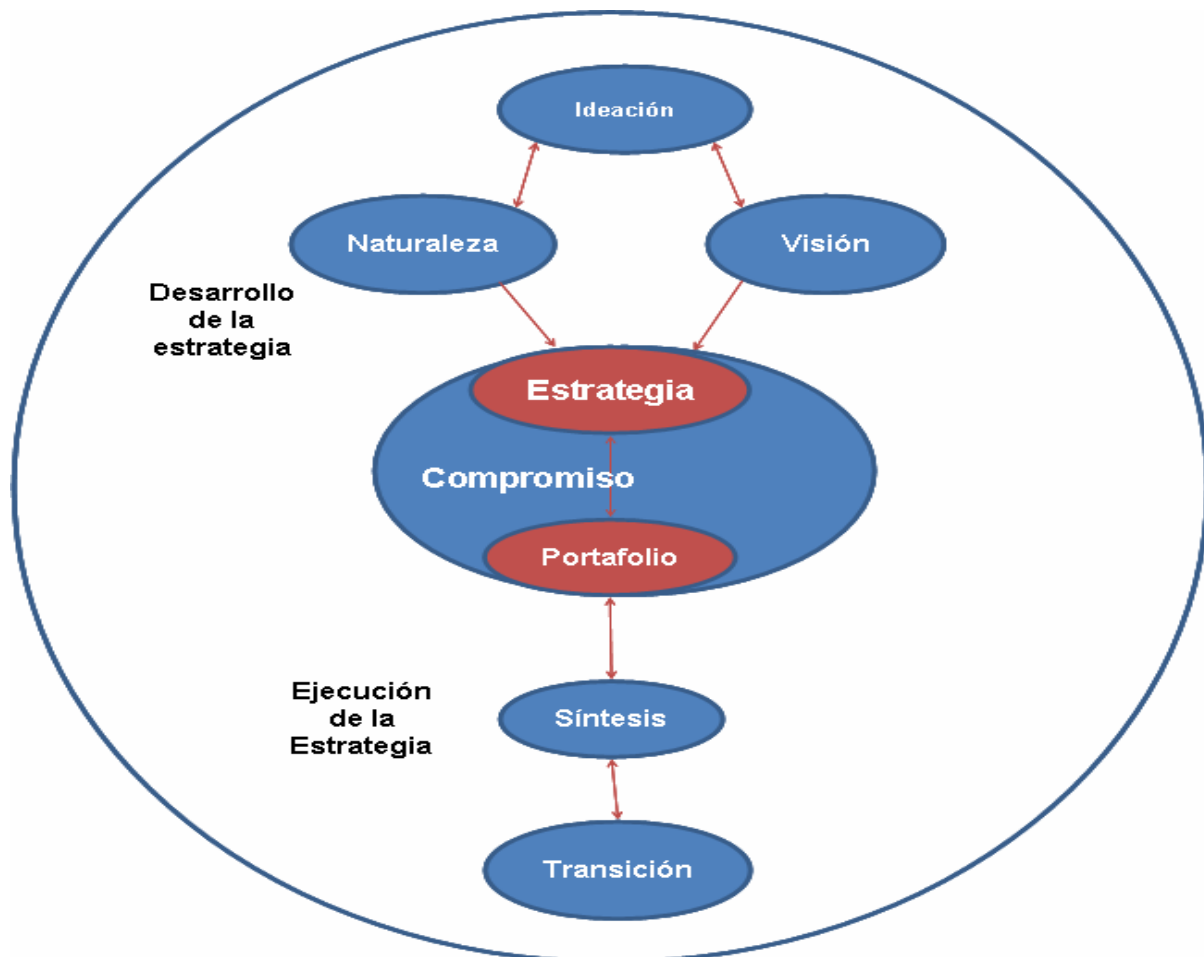 Ideación
Naturaleza
Visión
Desarrollo
de la
estrategia
Estrategia
Compromiso
Portafolio
Ejecución
de la
Estrategia
Síntesis
Transición